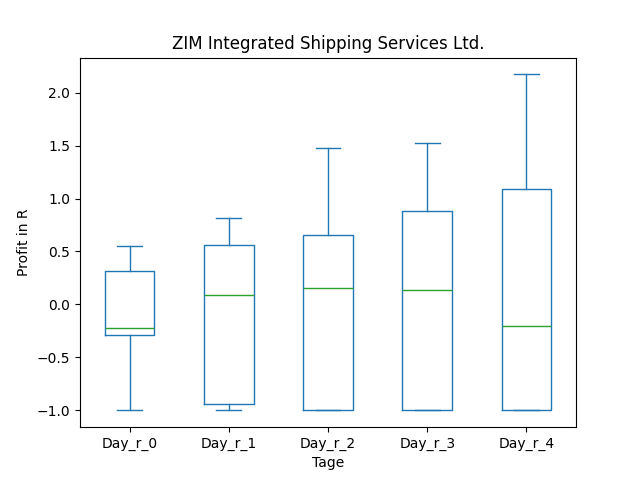 ZIM Integrated Shipping Services Ltd.
2.0
1.5
1.0
0.5
0.0
−0.5
−1.0
Profit in R
Day_r_0 Day_r_1 Day_r_2 Day_r_3 Day_r_4
Tage